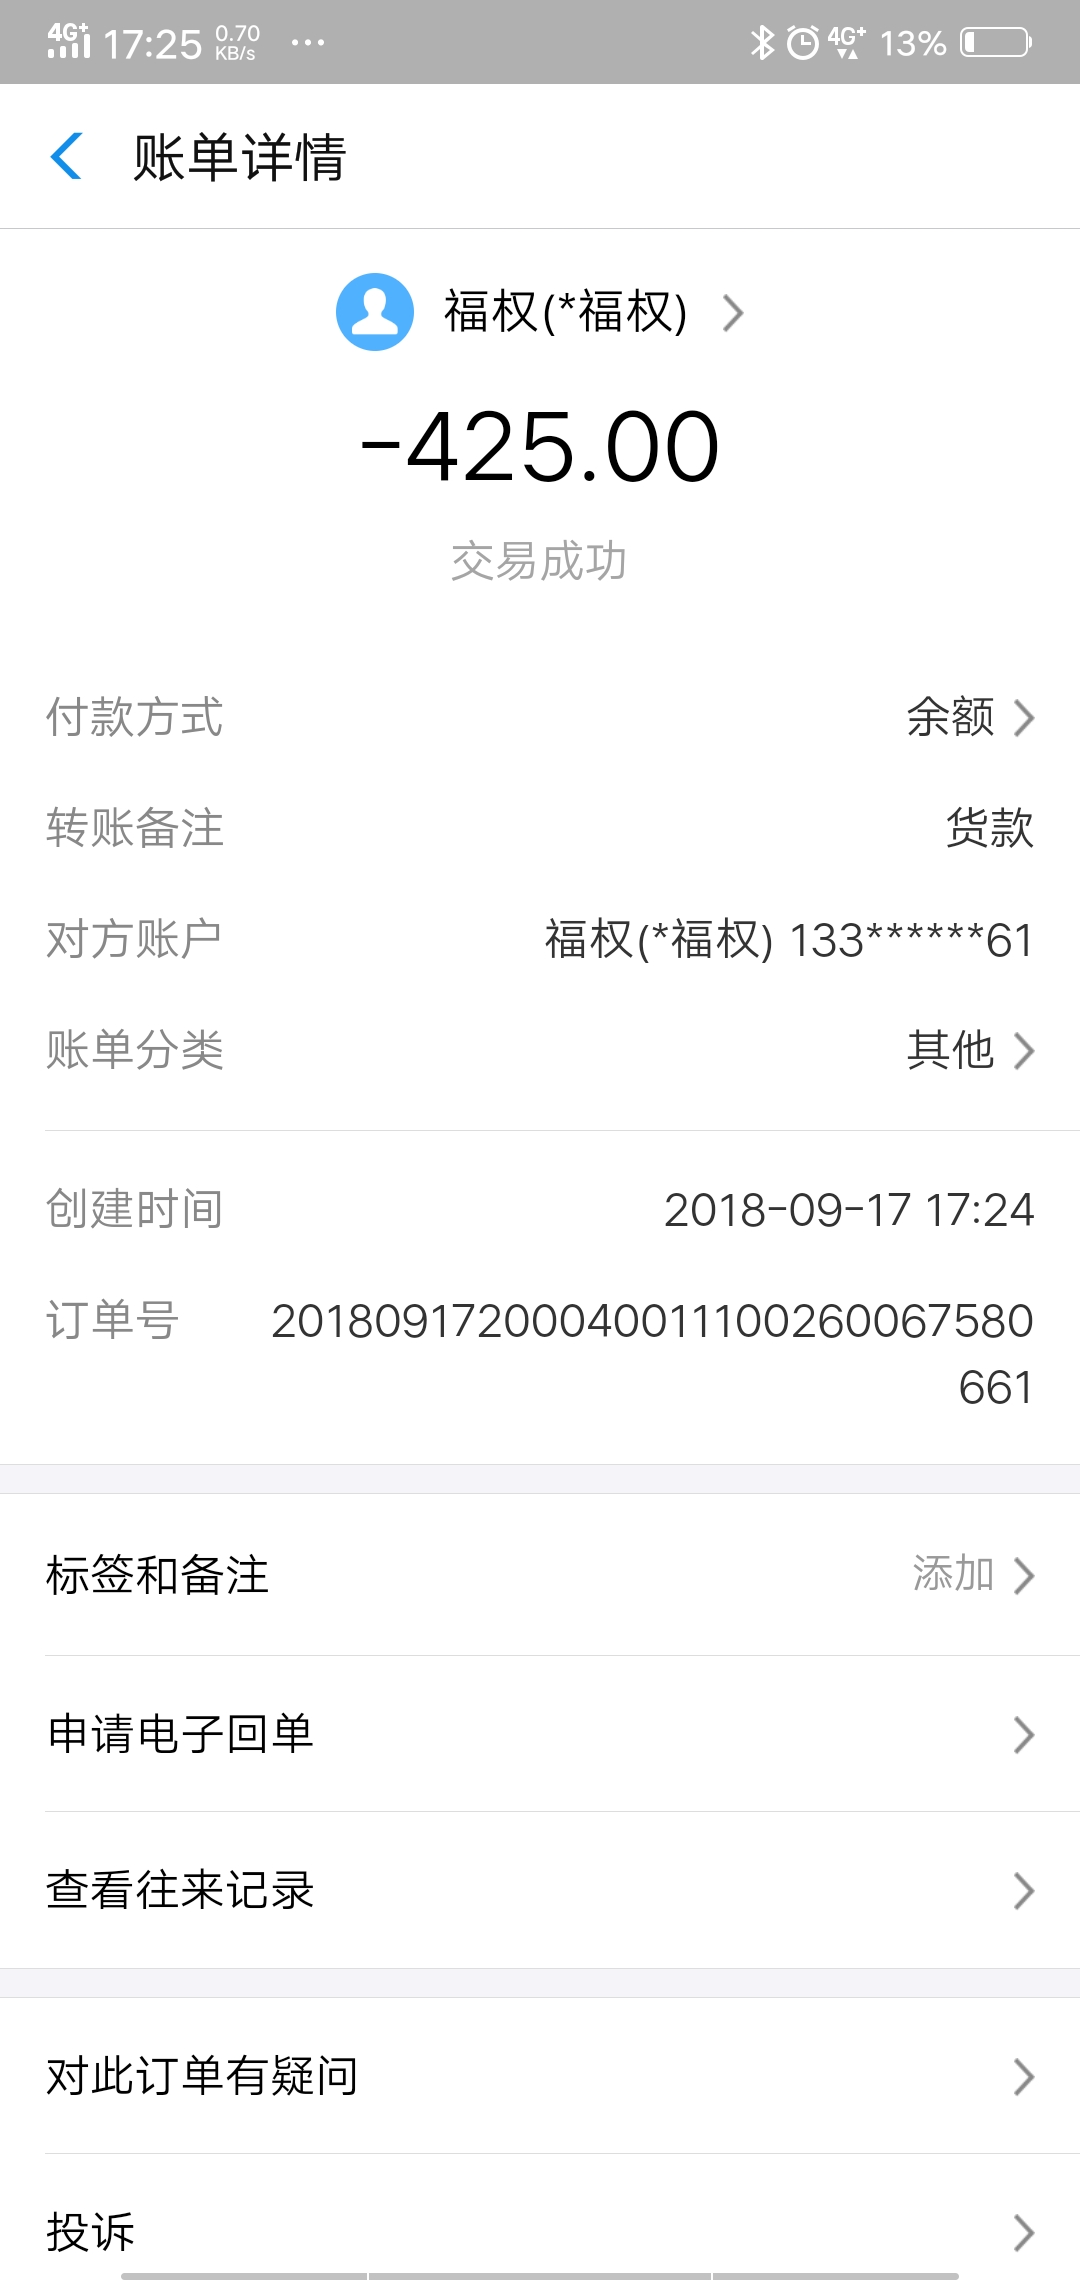 4G+ 17:25 0.70 KB/s ... 4G+ 13%
账单详情
福权(*福权)
-425.00
交易成功
付款方式 余额
转账备注 货款
对方账户 福权(*福权) 133******61
账单分类 其他
创建时间 2018-09-17 17:24
订单号 20180917200040011100260067580
661
标签和备注 添加
申请电子回单
查看往来记录
对此订单有疑问
投诉